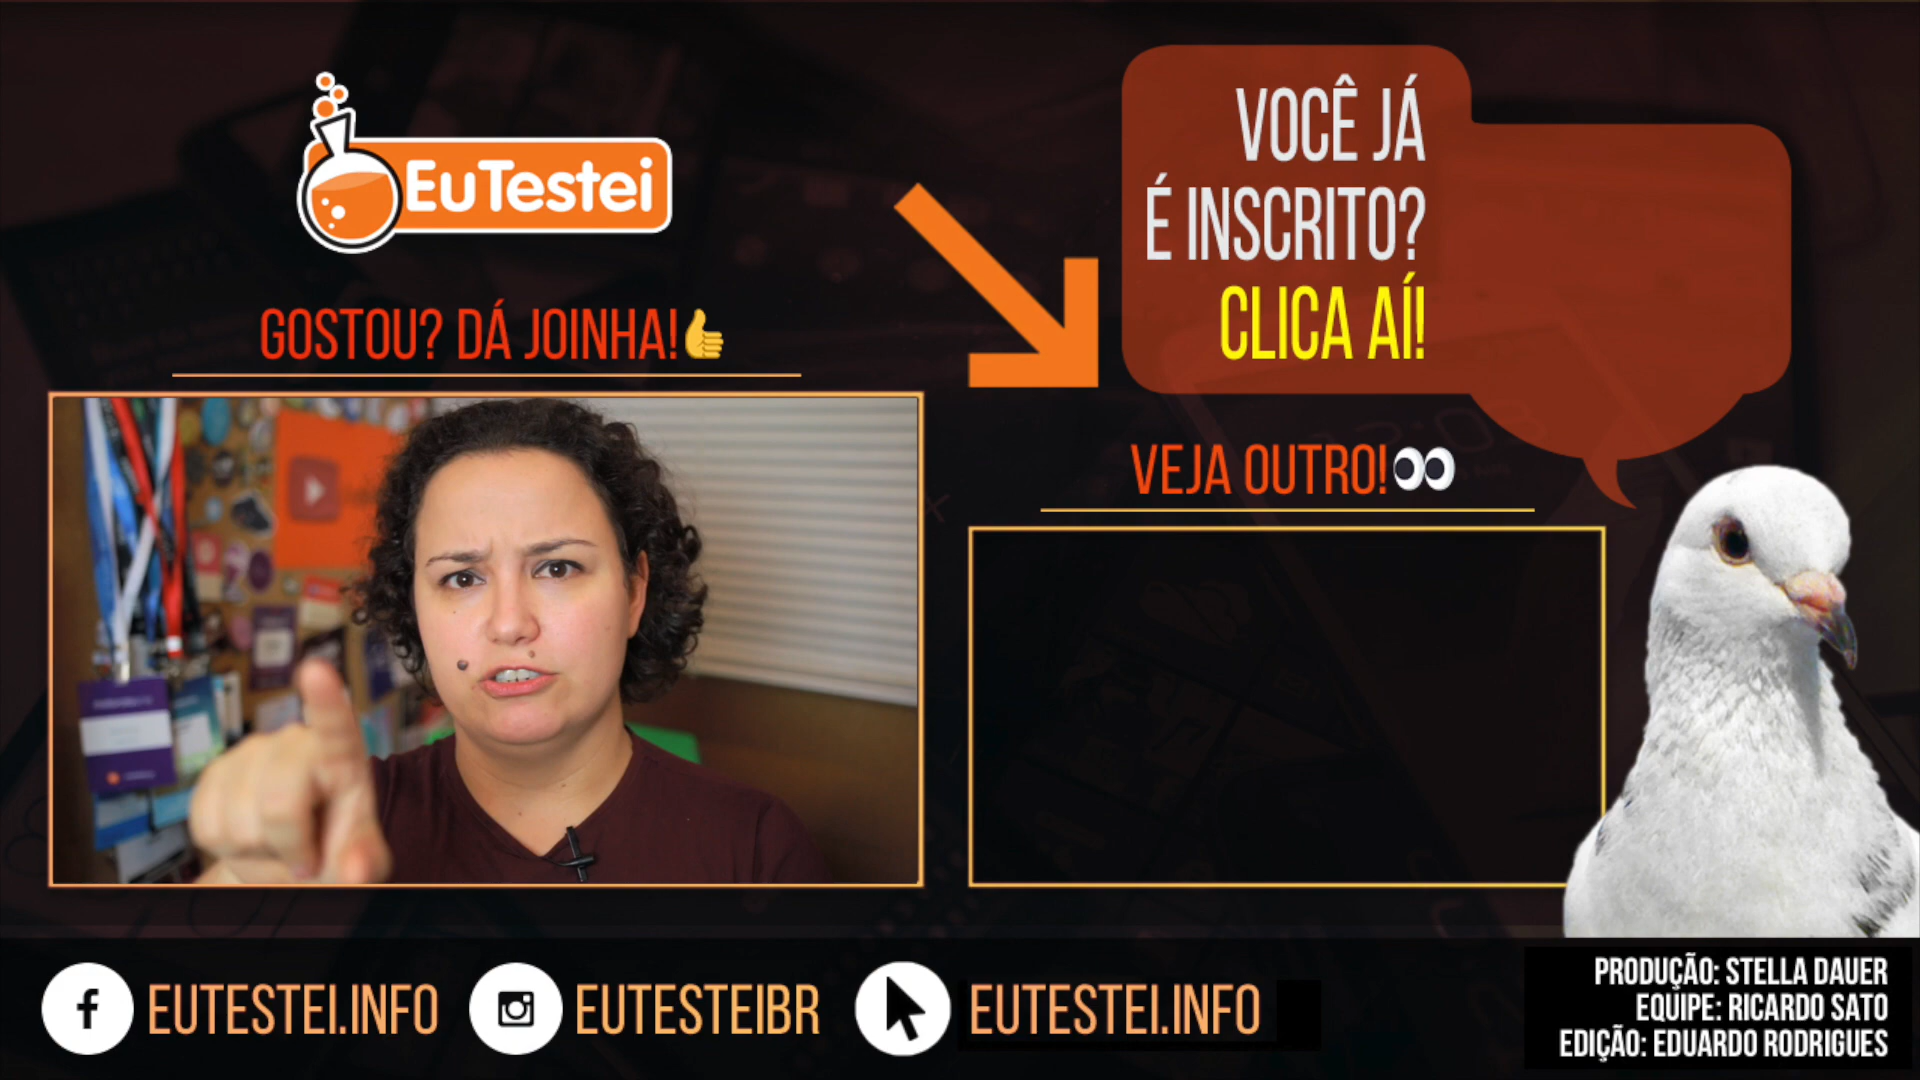 EuTestei
GOSTOU? DÁ JOINHA!👍
VOCÊ JÁ
É INSCRITO?
CLICA AÍ!
VEJA OUTRO!👀
EUTESTEI.INFO
EUTESTEIBR
EUTESTEI.INFO
PRODUÇÃO: STELLA DAUER
EQUIPE: RICARDO SATO
EDIÇÃO: EDUARDO RODRIGUES